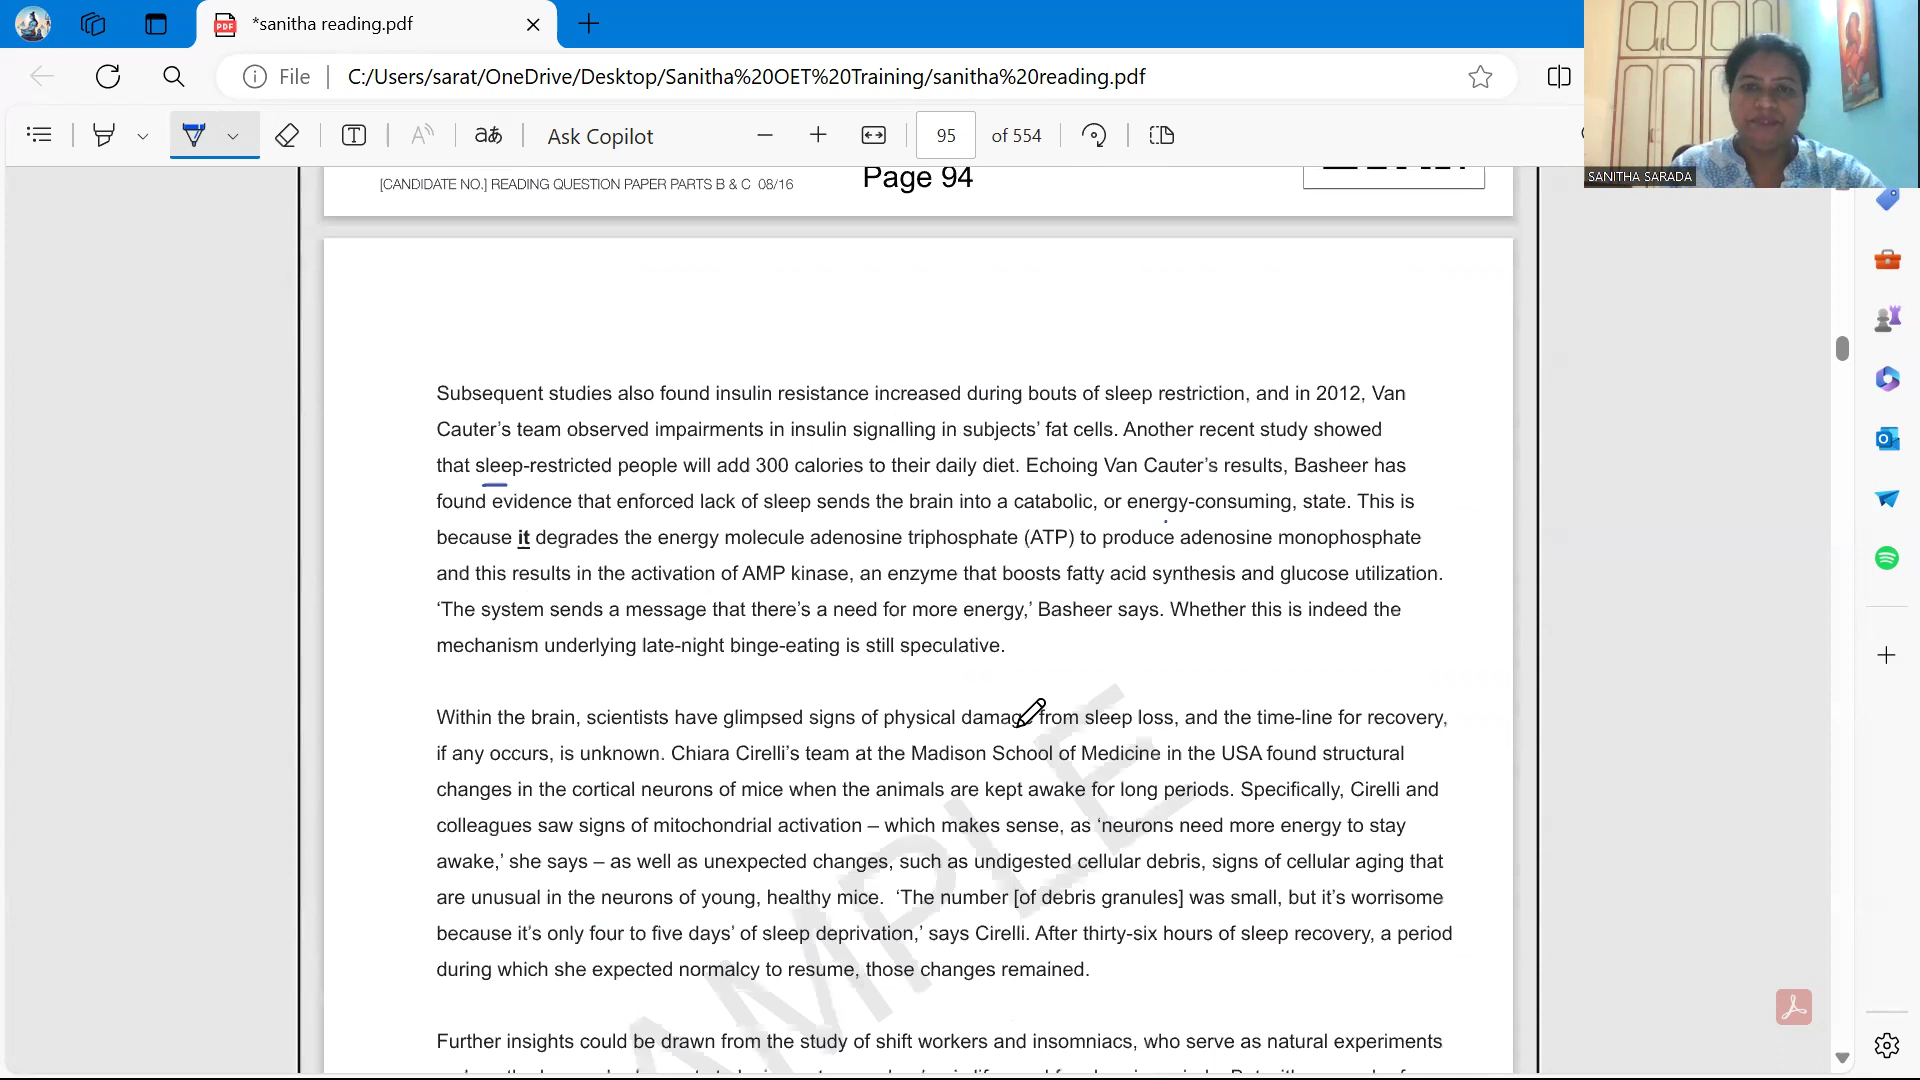 *sanitha reading.pdf
File
C:/Users/sarat/OneDrive/Desktop/Sanitha%20OET%20Training/sanitha%20reading.pdf
Ask Copilot
95 of 554
SANITHA SARADA
[CANDIDATE NO.] READING QUESTION PAPER PARTS B & C 08/16
Page 94
Subsequent studies also found insulin resistance increased during bouts of sleep restriction, and in 2012, Van
Cauter’s team observed impairments in insulin signalling in subjects’ fat cells. Another recent study showed
that sleep-restricted people will add 300 calories to their daily diet. Echoing Van Cauter’s results, Basheer has
found evidence that enforced lack of sleep sends the brain into a catabolic, or energy-consuming, state. This is
because it degrades the energy molecule adenosine triphosphate (ATP) to produce adenosine monophosphate
and this results in the activation of AMP kinase, an enzyme that boosts fatty acid synthesis and glucose utilization.
‘The system sends a message that there’s a need for more energy,’ Basheer says. Whether this is indeed the
mechanism underlying late-night binge-eating is still speculative.
Within the brain, scientists have glimpsed signs of physical damage from sleep loss, and the time-line for recovery,
if any occurs, is unknown. Chiara Cirelli’s team at the Madison School of Medicine in the USA found structural
changes in the cortical neurons of mice when the animals are kept awake for long periods. Specifically, Cirelli and
colleagues saw signs of mitochondrial activation – which makes sense, as ‘neurons need more energy to stay
awake,’ she says – as well as unexpected changes, such as undigested cellular debris, signs of cellular aging that
are unusual in the neurons of young, healthy mice. ‘The number [of debris granules] was small, but it’s worrisome
because it’s only four to five days’ of sleep deprivation,’ says Cirelli. After thirty-six hours of sleep recovery, a period
during which she expected normalcy to resume, those changes remained.
Further insights could be drawn from the study of shift workers and insomniacs, who serve as natural experiments